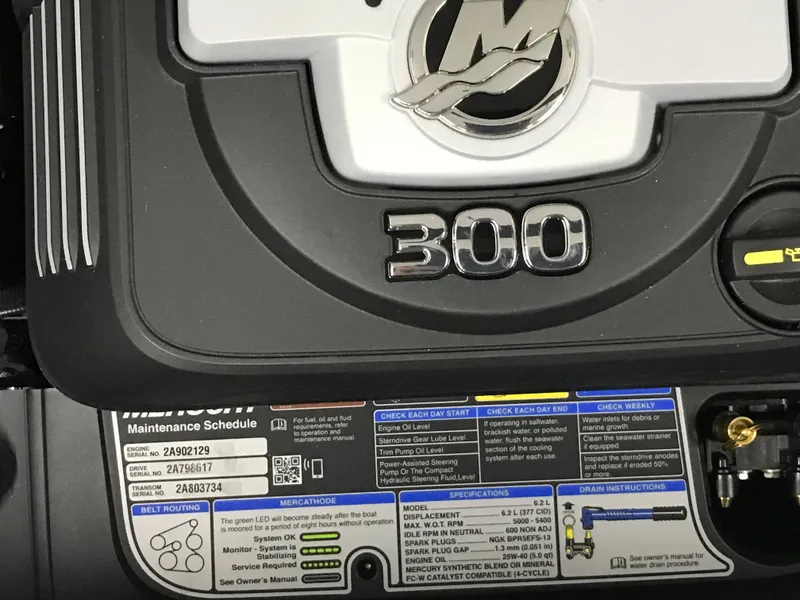 M
300
MERCURY
Maintenance Schedule
For fuel, oil and fluid
requirements, refer
to operation and
maintenance manual.
ENGINE
SERIAL NO. 2A902129
DRIVE
SERIAL NO. 2A798617
TRANSOM
SERIAL NO. 2A803734
CHECK EACH DAY START
Engine Oil Level
Sterndrive Gear Lube Level
Trim Pump Oil Level
Power-Assisted Steering
Pump Or The Compact
Hydraulic Steering Fluid Level
CHECK EACH DAY END
If operating in saltwater,
brackish water, or polluted
water, flush the seawater
section of the cooling
system after each use.
CHECK WEEKLY
Water inlets for debris or
marine growth
Clean the seawater strainer
if equipped.
Inspect the sterndrive anodes
and replace if eroded 50%
or more.
BELT ROUTING
MERCATHODE
The green LED will become steady after the boat
is moored for a period of eight hours without operation.
System OK
Monitor - System is
Stabilizing
Service Required
See Owner's Manual
SPECIFICATIONS
MODEL 6.2 L
DISPLACEMENT 6.2 L (377 CID)
MAX. W.O.T. RPM 5000 - 5400
IDLE RPM IN NEUTRAL 600 NON ADJ
SPARK PLUGS NGK BPR5EFS-13
SPARK PLUG GAP 1.3 mm (0.051 in)
ENGINE OIL 25W-40 (5.0 qt)
MERCURY SYNTHETIC BLEND OR MINERAL
FC-W CATALYST COMPATIBLE (4-CYCLE)
DRAIN INSTRUCTIONS
OPEN
See owner's manual for
water drain procedure.